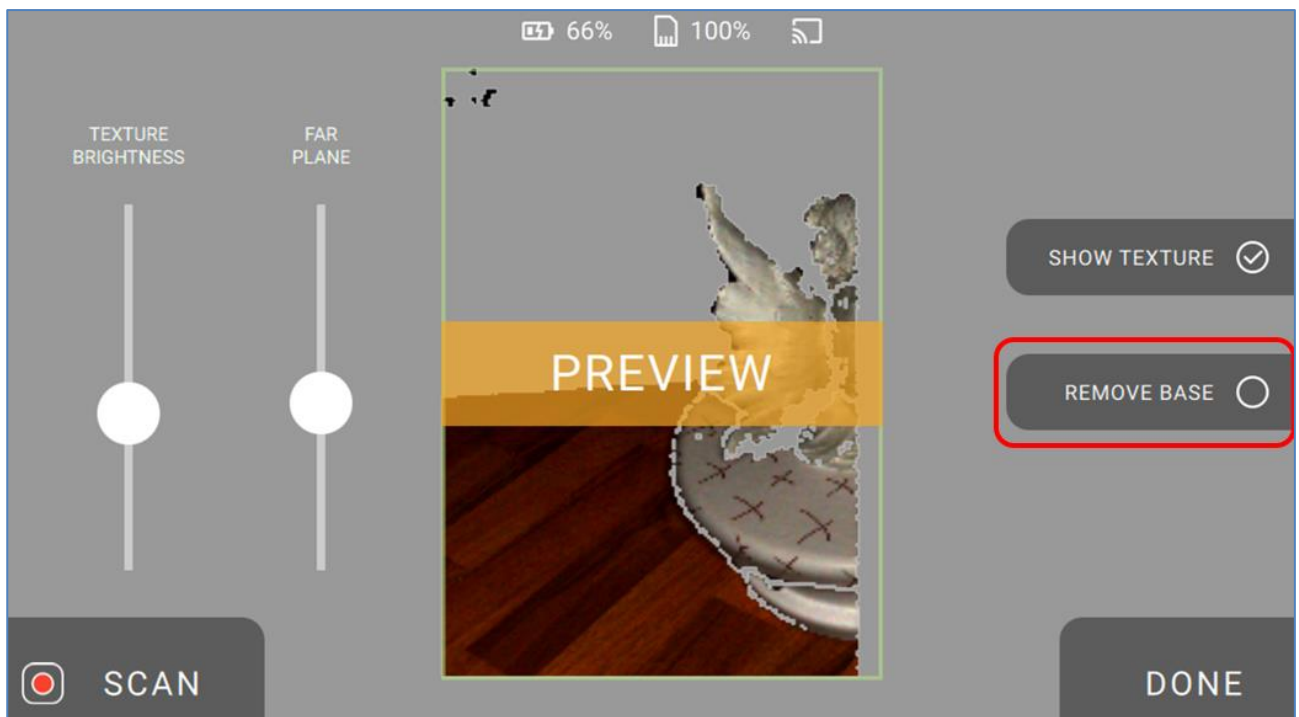 66% 100%
TEXTURE
BRIGHTNESS
FAR
PLANE
SHOW TEXTURE
PREVIEW
REMOVE BASE
SCAN
DONE